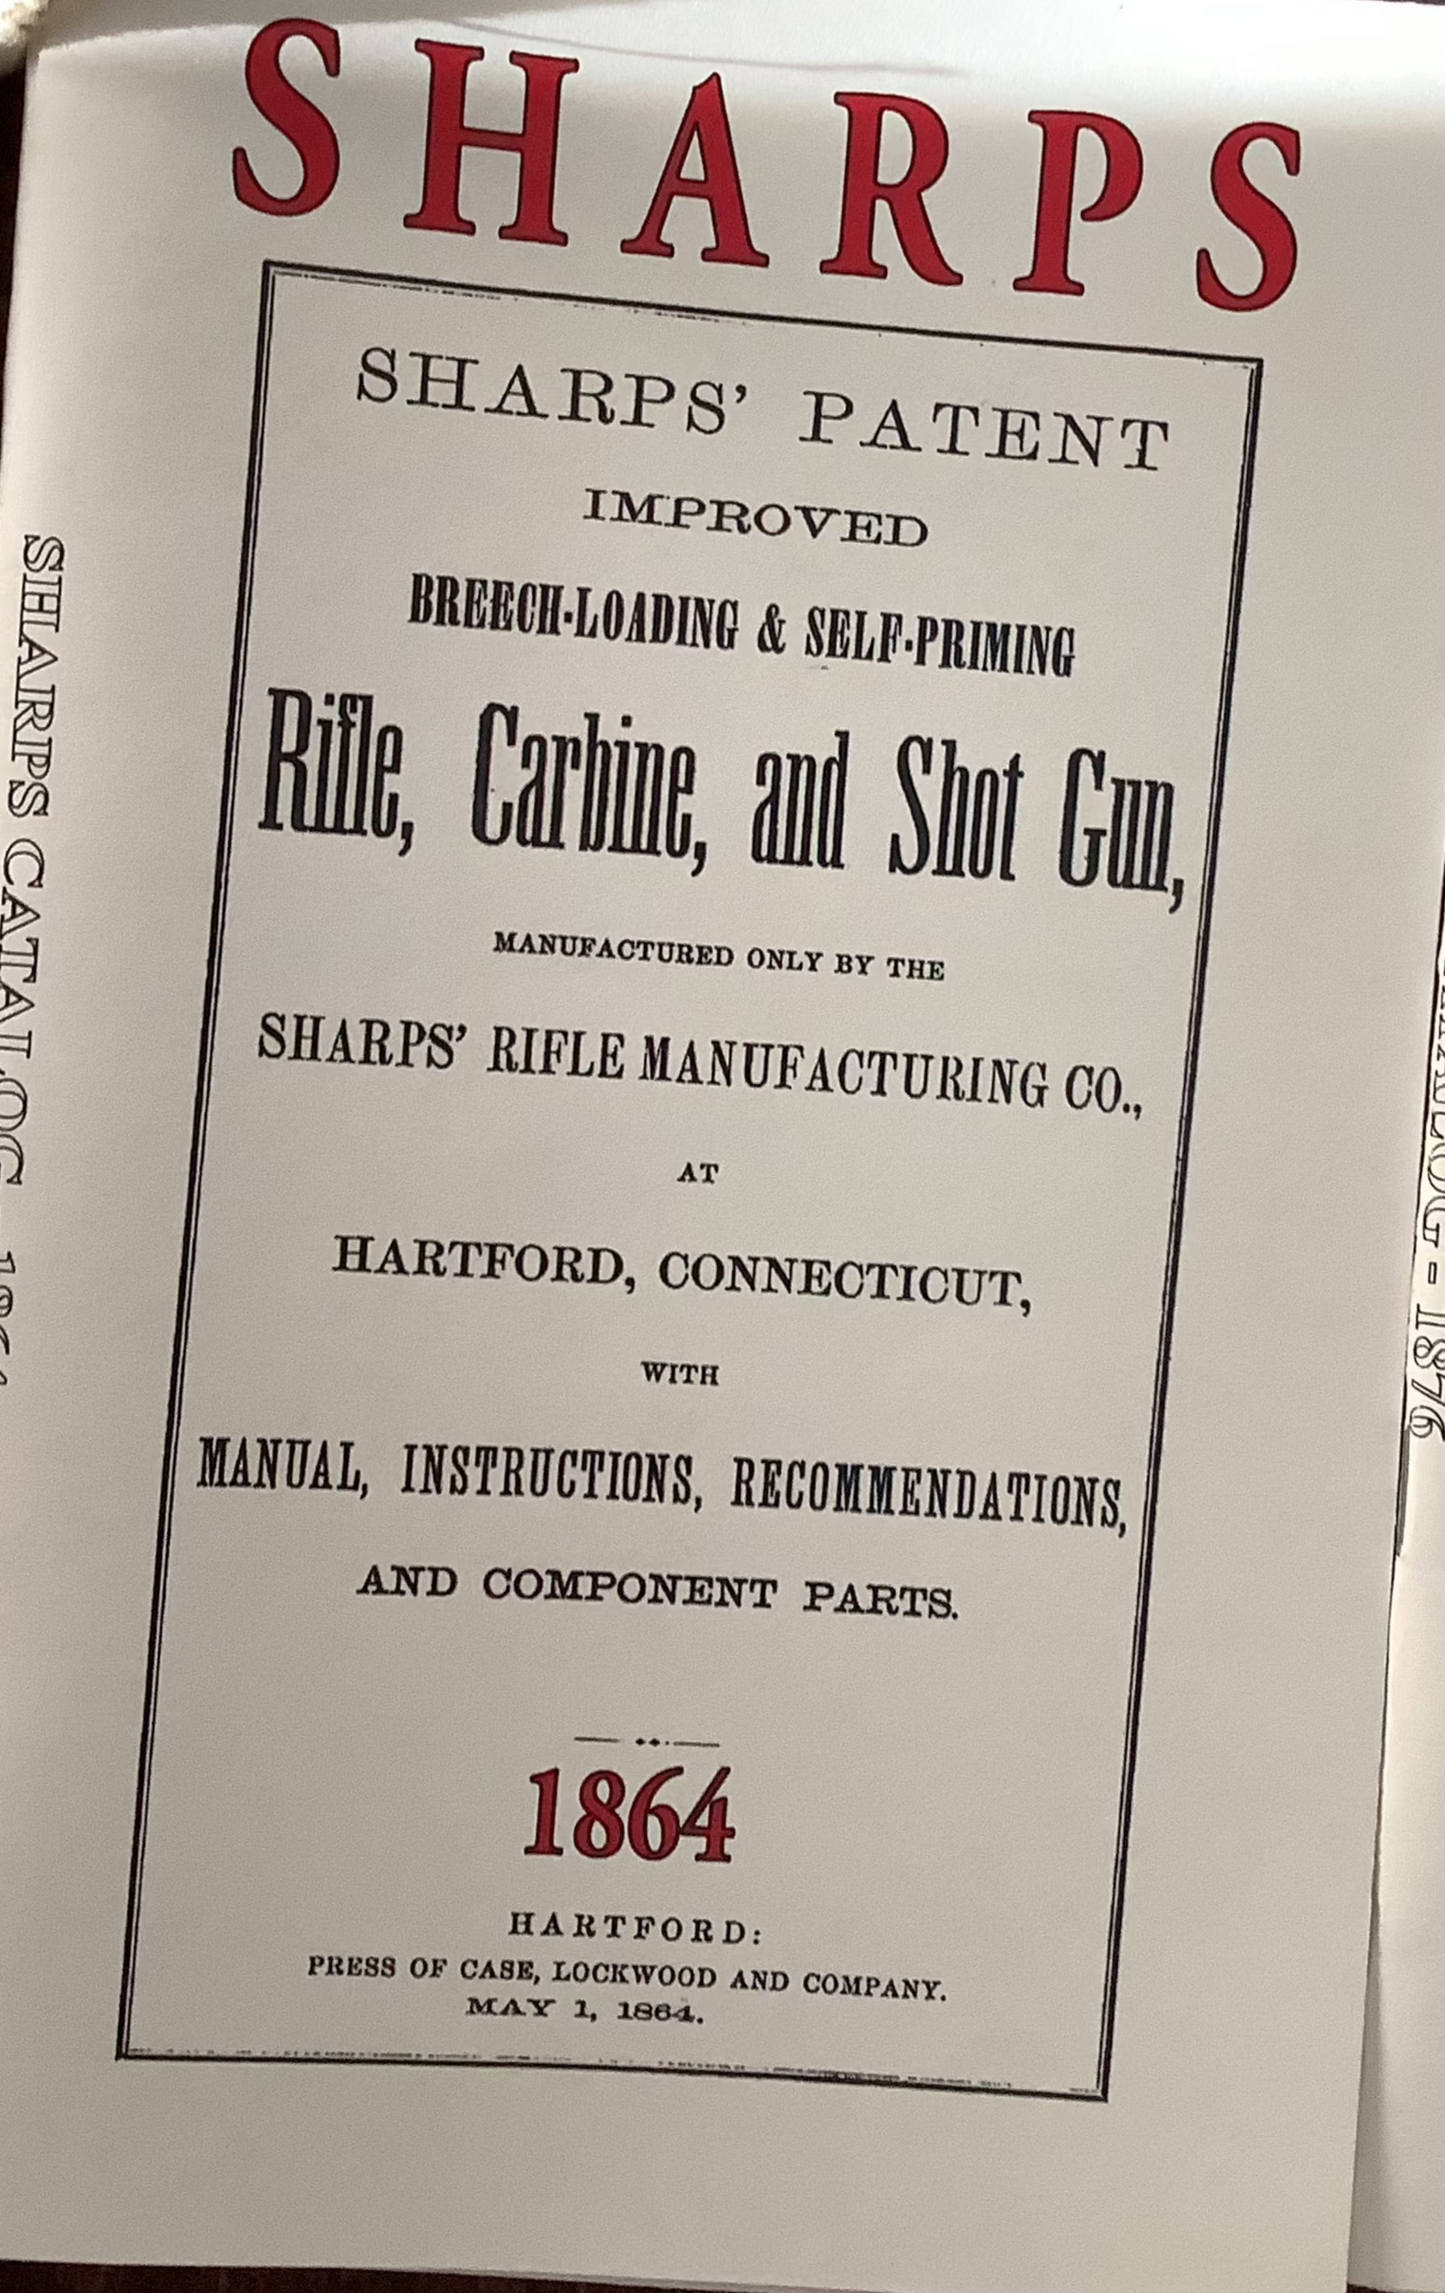 SHARPS
SHARPS' PATENT
IMPROVED
BREECH-LOADING & SELF-PRIMING
Rifle, Carbine, and Shot Gun,
MANUFACTURED ONLY BY THE
SHARPS' RIFLE MANUFACTURING CO.,
AT
HARTFORD, CONNECTICUT,
WITH
MANUAL, INSTRUCTIONS, RECOMMENDATIONS,
AND COMPONENT PARTS.
1864
HARTFORD:
PRESS OF CASE, LOCKWOOD AND COMPANY.
MAY 1, 1864.
SHARPS CATALOG
- 1876